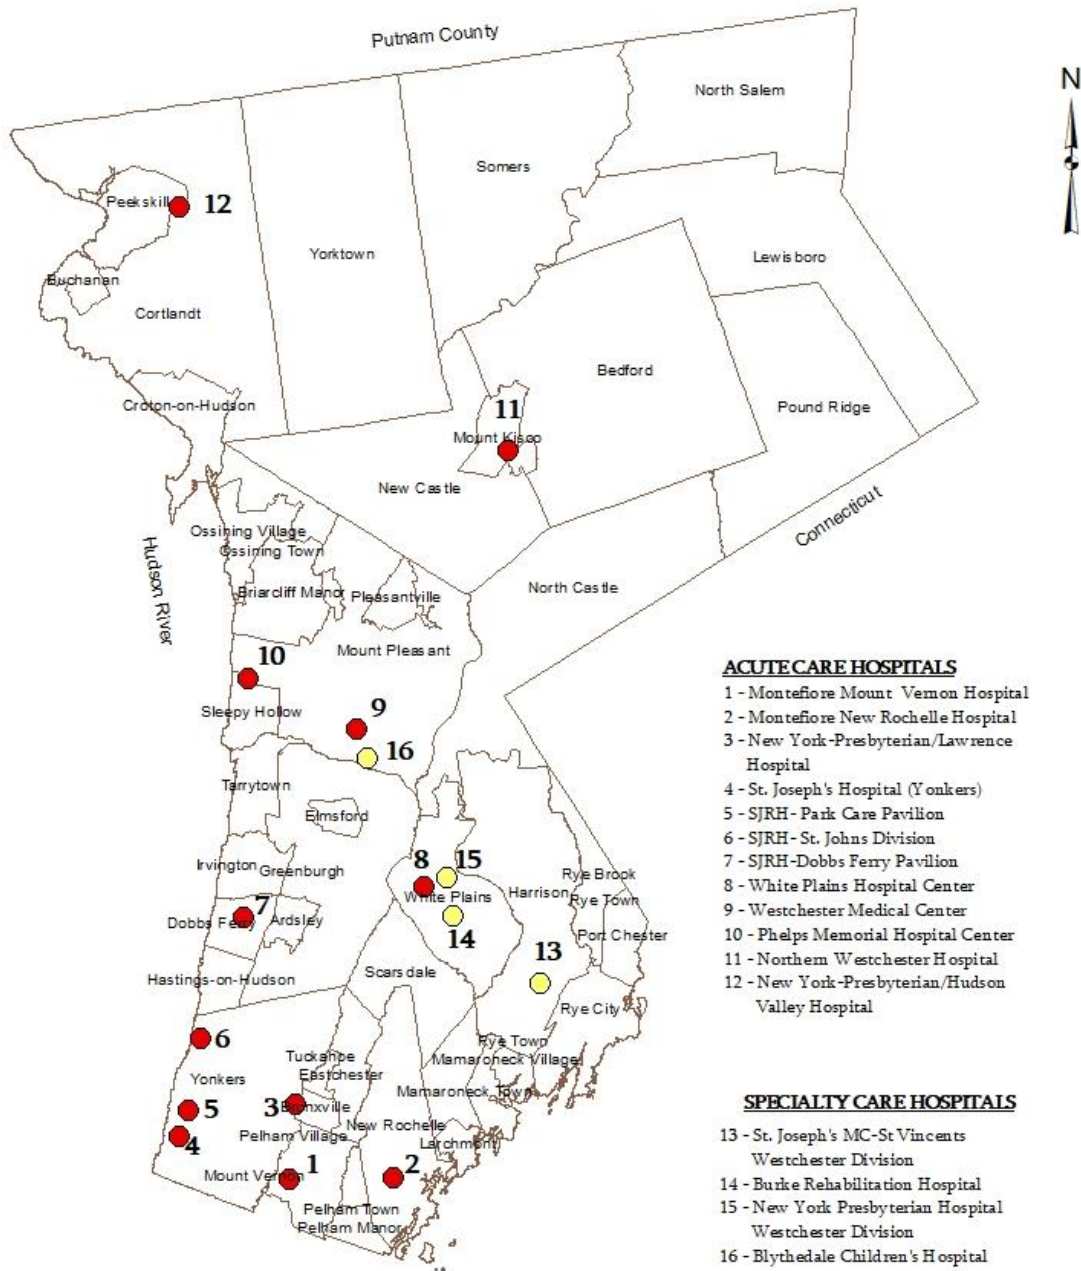 Putnam County
N
North Salem
Somers
Peekskill
12
Yorktown
Lewisboro
Buchanan
Cortlandt
Bedford
Croton-on-Hudson
11
Pound Ridge
Mount Kisco
New Castle
Connecticut
Ossining Village
Ossining Town
Hudson River
North Castle
Briarcliff Manor
Pleasantville
Mount Pleasant
10
Sleepy Hollow
9
16
Tarrytown
Elmsford
8
15
Irvington
Greenburgh
Rye Brook
Harrison
White Plains
Rye Town
7
Dobbs Ferry
Ardsley
14
Port Chester
13
Scarsdale
Hastings-on-Hudson
Rye City
6
Rye Town
Tuckahoe
Mamaroneck Village
Eastchester
Yonkers
Mamaroneck Town
5
3
Bronxville
New Rochelle
4
Pelham Village
Larchmont
1
2
Mount Vernon
Pelham Town
Pelham Manor
ACUTE CARE HOSPITALS
1 - Montefiore Mount Vernon Hospital
2 - Montefiore New Rochelle Hospital
3 - New York-Presbyterian/Lawrence
Hospital
4 - St. Joseph's Hospital (Yonkers)
5 - SJRH- Park Care Pavilion
6 - SJRH- St. Johns Division
7 - SJRH-Dobbs Ferry Pavilion
8 - White Plains Hospital Center
9 - Westchester Medical Center
10 - Phelps Memorial Hospital Center
11 - Northern Westchester Hospital
12 - New York-Presbyterian/Hudson
Valley Hospital
SPECIALTY CARE HOSPITALS
13 - St. Joseph's MC-St Vincents
Westchester Division
14 - Burke Rehabilitation Hospital
15 - New York Presbyterian Hospital
Westchester Division
16 - Blythedale Children's Hospital